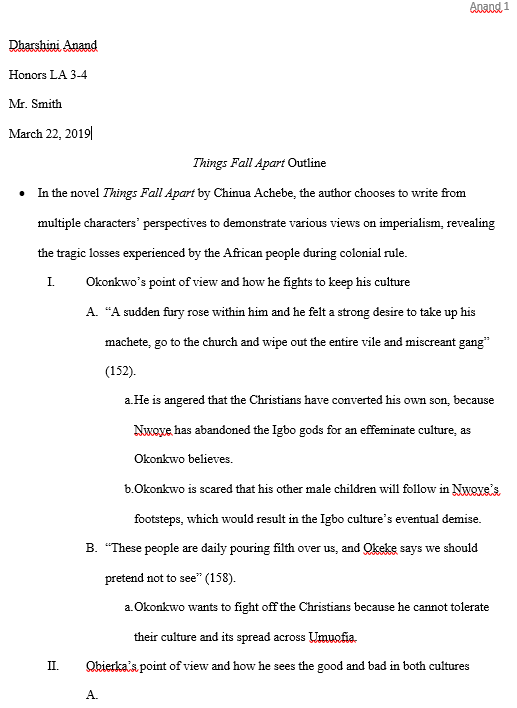 Anand 1
Dharshini Anand
Honors LA 3-4
Mr. Smith
March 22, 2019
Things Fall Apart Outline
• In the novel Things Fall Apart by Chinua Achebe, the author chooses to write from
multiple characters’ perspectives to demonstrate various views on imperialism, revealing
the tragic losses experienced by the African people during colonial rule.
I. Okonkwo’s point of view and how he fights to keep his culture
A. “A sudden fury rose within him and he felt a strong desire to take up his
machete, go to the church and wipe out the entire vile and miscreant gang”
(152).
a.He is angered that the Christians have converted his own son, because
Nwoye has abandoned the Igbo gods for an effeminate culture, as
Okonkwo believes.
b.Okonkwo is scared that his other male children will follow in Nwoye’s
footsteps, which would result in the Igbo culture’s eventual demise.
B. “These people are daily pouring filth over us, and Okeke says we should
pretend not to see” (158).
a.Okonkwo wants to fight off the Christians because he cannot tolerate
their culture and its spread across Umuofia.
II. Obierka’s point of view and how he sees the good and bad in both cultures
A.